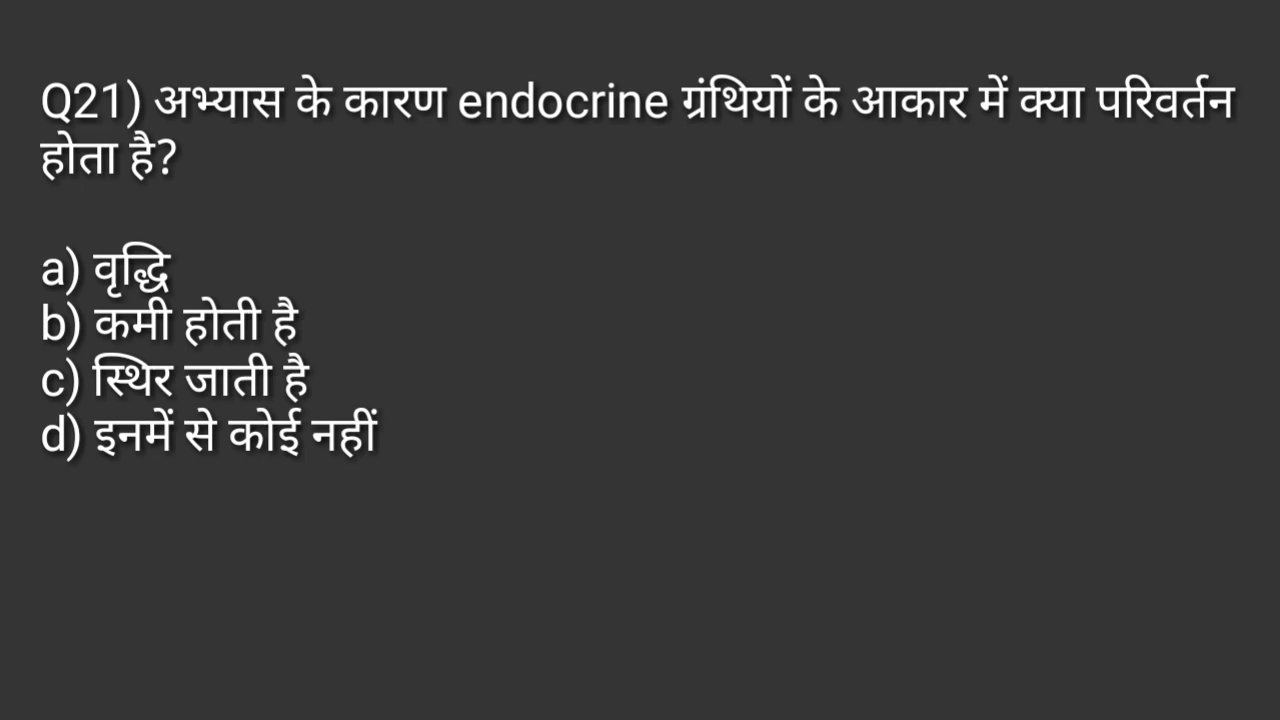 Q21) अभ्यास के कारण endocrine ग्रंथियों के आकार में क्या परिवर्तन
होता है?
a) वृद्धि
b) कमी होती है
c) स्थिर जाती है
d) इनमें से कोई नहीं